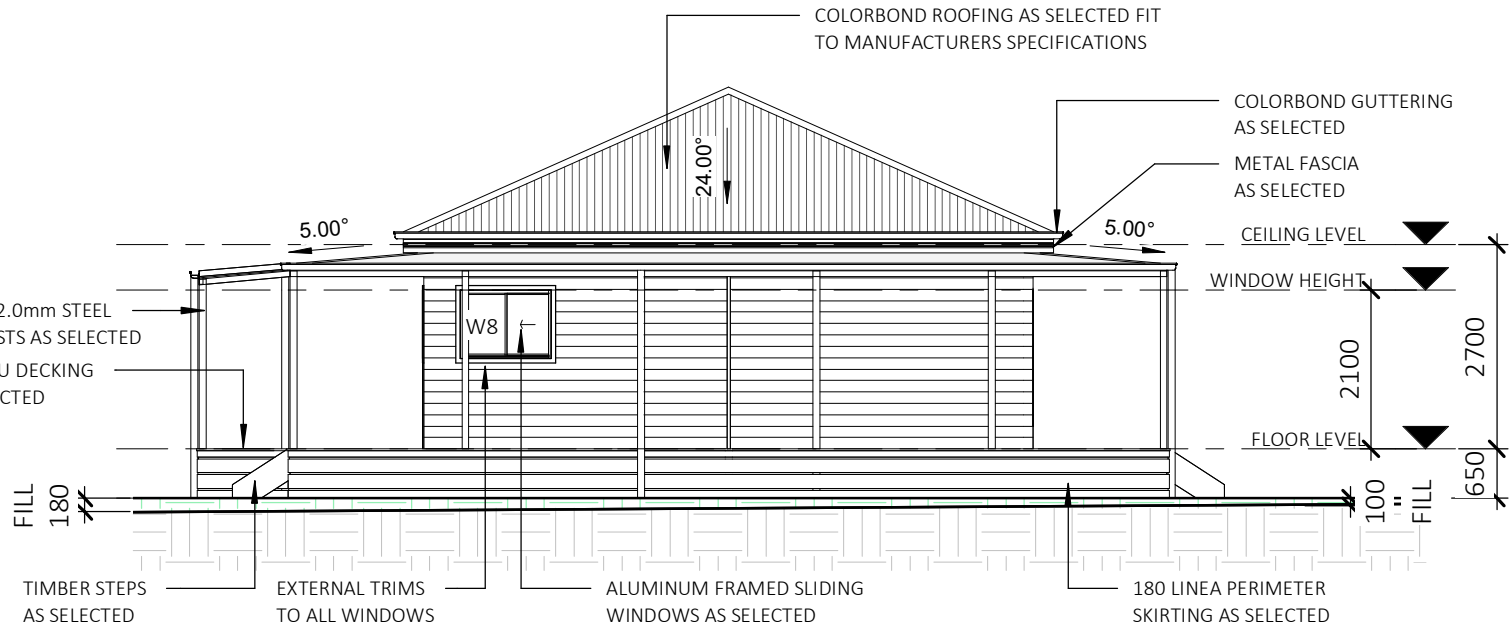 COLORBOND ROOFING AS SELECTED FIT
TO MANUFACTURERS SPECIFICATIONS
COLORBOND GUTTERING
AS SELECTED
METAL FASCIA
AS SELECTED
24.00°
5.00°
5.00°
CEILING LEVEL
WINDOW HEIGHT
2.0mm STEEL
STS AS SELECTED
W8
U DECKING
CTED
2100
2700
FLOOR LEVEL
650
FILL
180
100
FILL
TIMBER STEPS
AS SELECTED
EXTERNAL TRIMS
TO ALL WINDOWS
ALUMINUM FRAMED SLIDING
WINDOWS AS SELECTED
180 LINEA PERIMETER
SKIRTING AS SELECTED